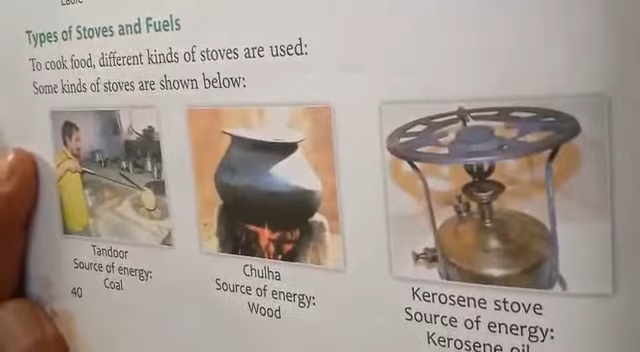 Ladle
Types of Stoves and Fuels
To cook food, different kinds of stoves are used:
Some kinds of stoves are shown below:
Tandoor
Source of energy:
Coal
Chulha
Source of energy:
Wood
Kerosene stove
Source of energy:
Kerosene oil
40